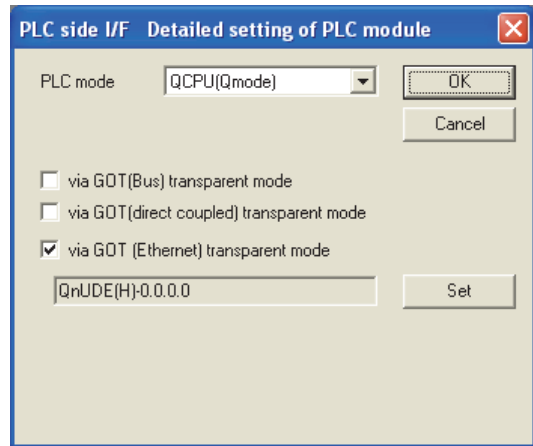 PLC side I/F Detailed setting of PLC module
PLC mode QCPU(Qmode) OK
Cancel
via GOT(Bus) transparent mode
via GOT(direct coupled) transparent mode
via GOT (Ethernet) transparent mode
QnUDE(H)-0.0.0.0 Set